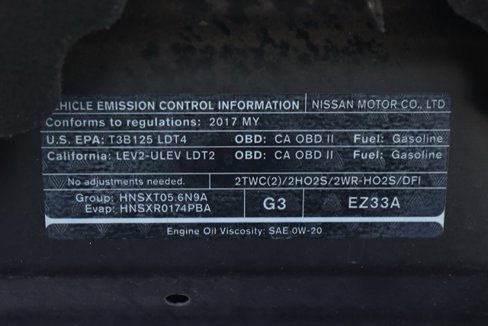 VEHICLE EMISSION CONTROL INFORMATION NISSAN MOTOR CO., LTD
Conforms to regulations: 2017 MY
U.S. EPA: T3B125 LDT4 OBD: CA OBD II Fuel: Gasoline
California: LEV2-ULEV LDT2 OBD: CA OBD II Fuel: Gasoline
No adjustments needed. 2TWC(2)/2HO2S/2WR-HO2S/DFI
Group: HNSXT05.6N9A
Evap: HNSXR0174PBA G3 EZ33A
Engine Oil Viscosity: SAE 0W-20